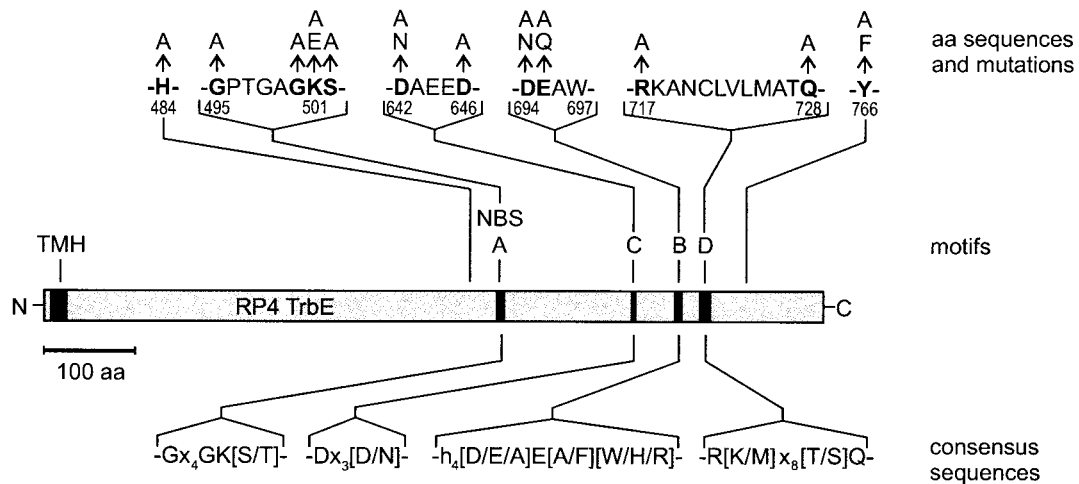 A A AEA A N A A N A Q A A A F aa sequences
and mutations
-H- -GPTGAGKS- -DAEED- -DEAW- -RKANCLVLMATQ- -Y-
484 495 501 642 646 694 697 717 728 766
NBS
TMH A C B D motifs
N RP4 TrbE C
100 aa
-Gx4GK[S/T]- -Dx3[D/N]- -h4[D/E/A]E[A/F][W/H/R]- -R[K/M]x8[T/S]Q- consensus
sequences